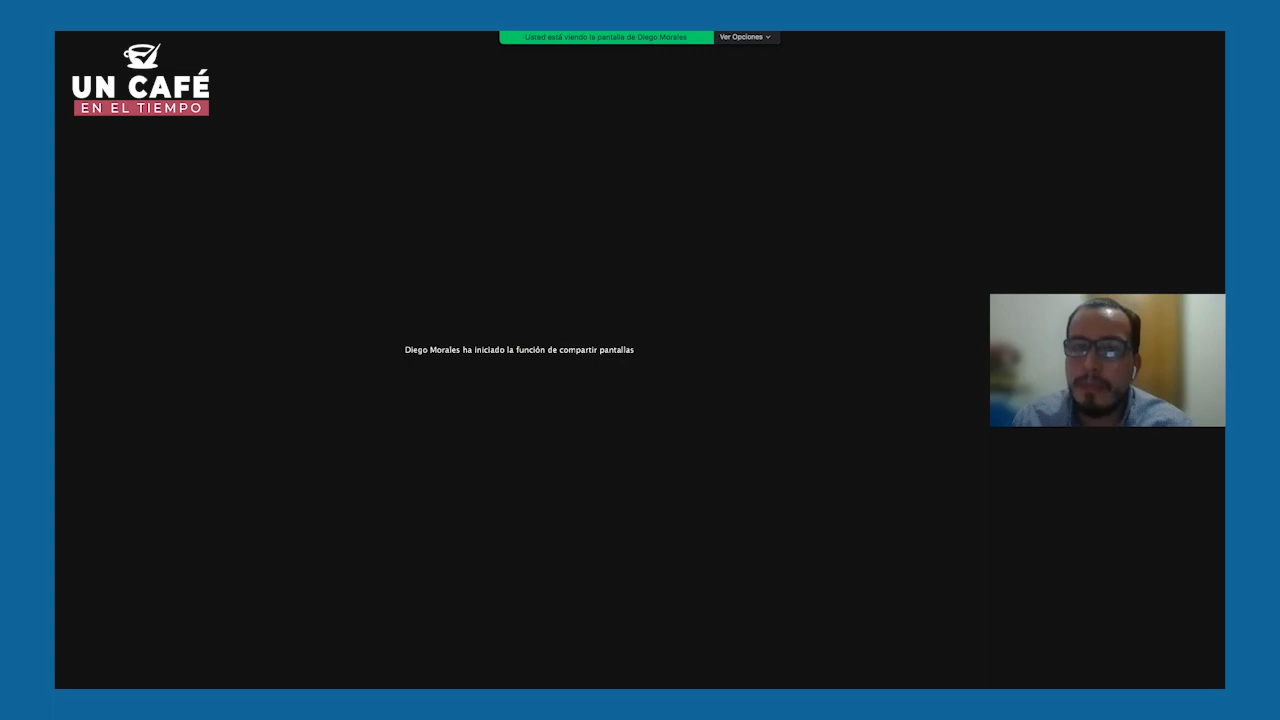 Usted está viendo la pantalla de Diego Morales
Ver Opciones
UN CAFÉ
EN EL TIEMPO
Diego Morales ha iniciado la función de compartir pantallas